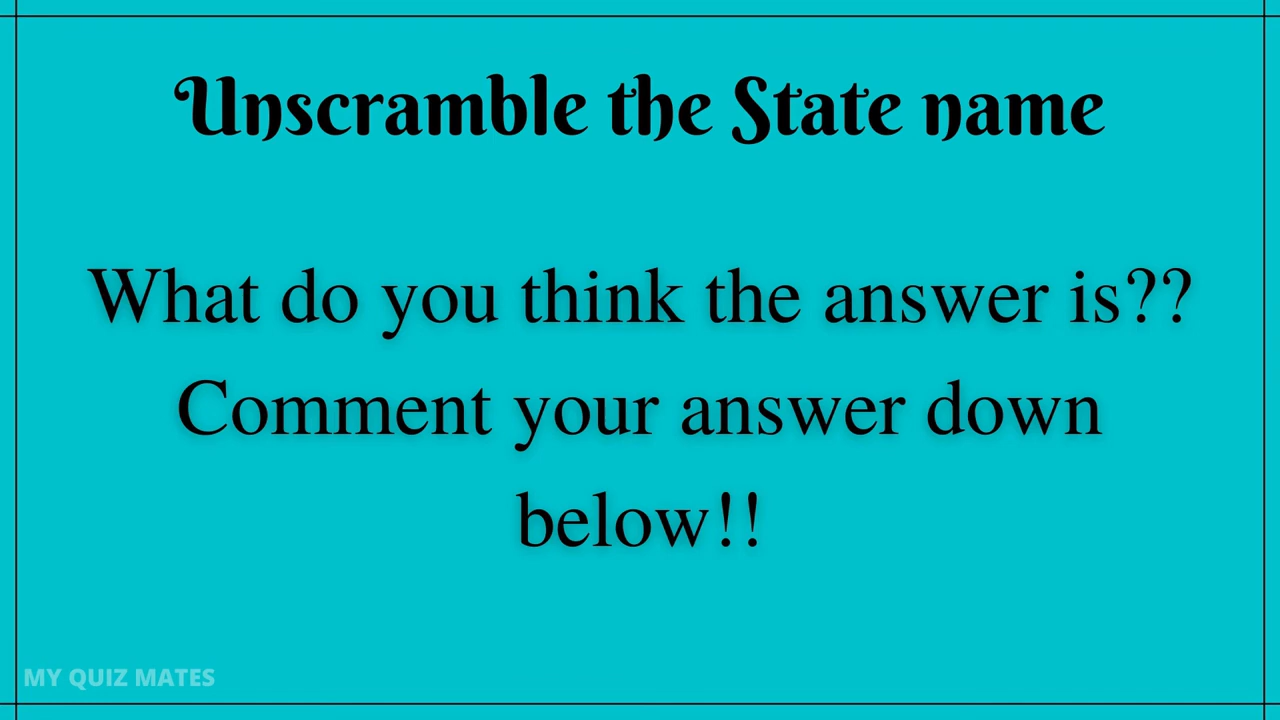 Unscramble the State name
What do you think the answer is??
Comment your answer down
below!!
MY QUIZ MATES